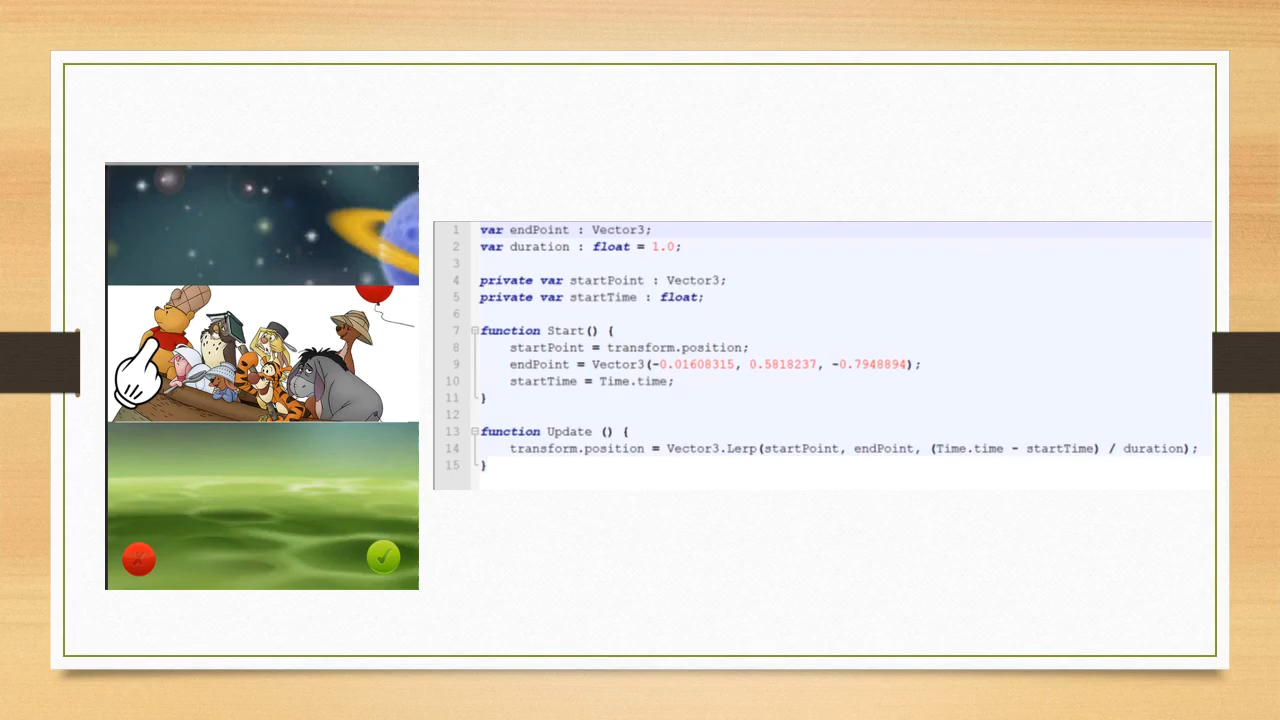 1 var endPoint : Vector3;
2 var duration : float = 1.0;
3
4 private var startPoint : Vector3;
5 private var startTime : float;
6
7 function Start() {
8 startPoint = transform.position;
9 endPoint = Vector3(-0.01608315, 0.5818237, -0.7948894);
10 startTime = Time.time;
11 }
12
13 function Update () {
14 transform.position = Vector3.Lerp(startPoint, endPoint, (Time.time - startTime) / duration);
15 }